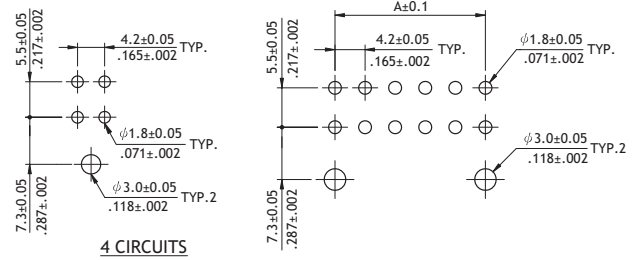 5.5±0.05
.217±.002
4.2±0.05
.165±.002
TYP.
ϕ1.8±0.05
.071±.002
TYP.
7.3±0.05
.287±.002
ϕ3.0±0.05
.118±.002
TYP.2
4 CIRCUITS
A±0.1
5.5±0.05
.217±.002
4.2±0.05
.165±.002
TYP.
ϕ1.8±0.05
.071±.002
TYP.
7.3±0.05
.287±.002
ϕ3.0±0.05
.118±.002
TYP.2